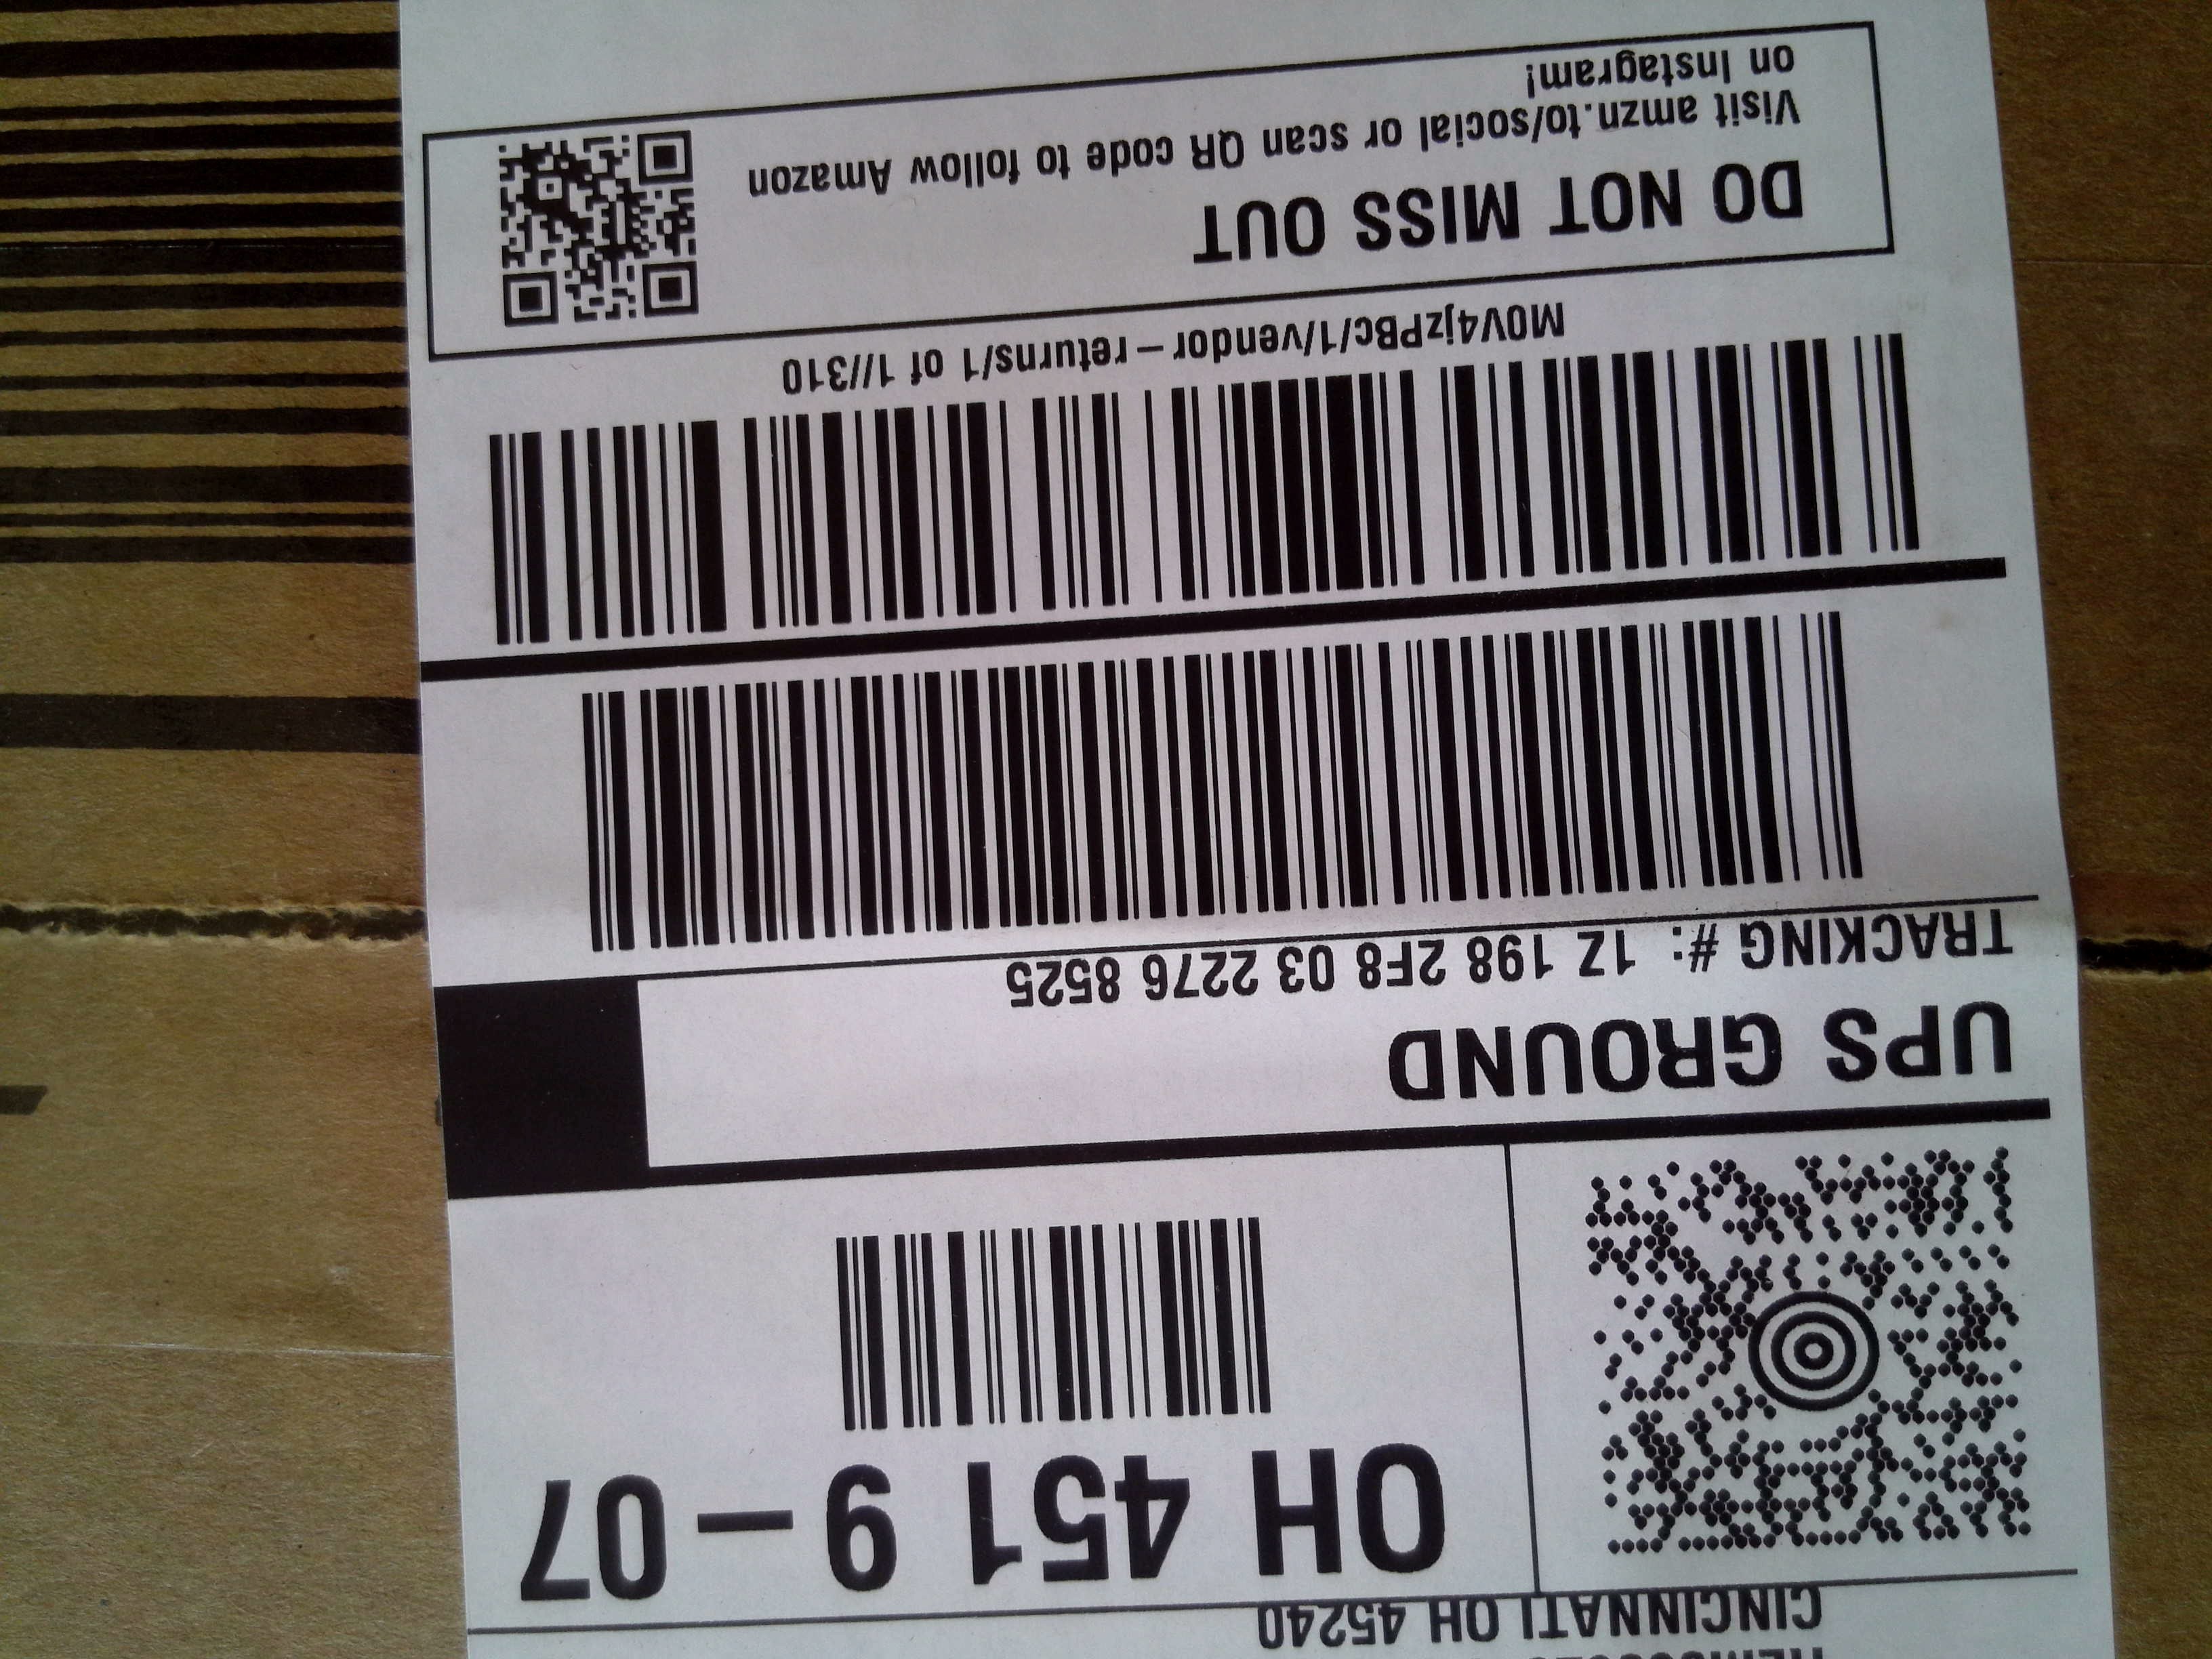 CINCINNATI OH 45240
OH 451 9-07
UPS GROUND
TRACKING #: 1Z 198 2F8 03 2276 8525
M0V4jzPBc/1/vendor-returns/1 of 1//310
DO NOT MISS OUT
Visit amzn.to/social or scan QR code to follow Amazon
on Instagram!